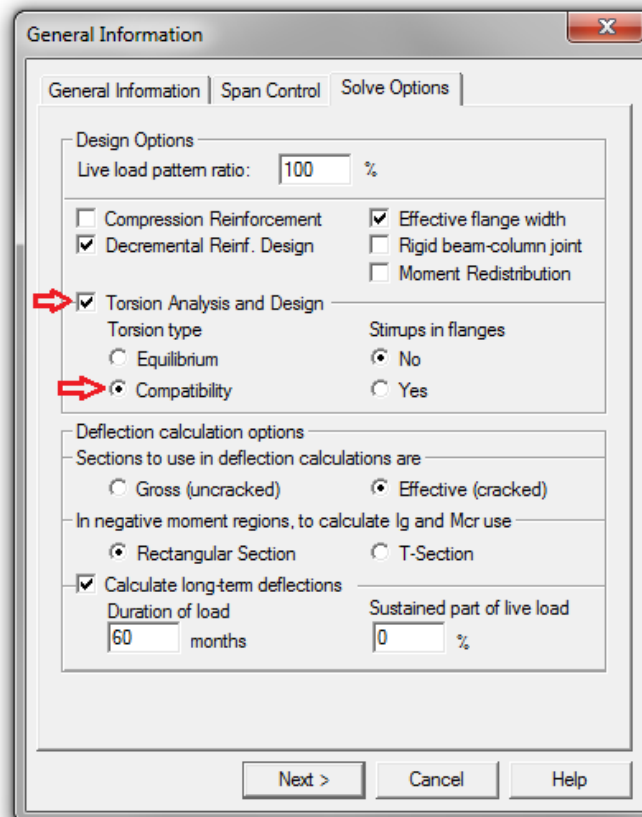 General Information
General Information Span Control Solve Options
Design Options
Live load pattern ratio: 100 %
Compression Reinforcement Effective flange width
Decremental Reinf. Design Rigid beam-column joint
Moment Redistribution
Torsion Analysis and Design
Torsion type Stirrups in flanges
Equilibrium No
Compatibility Yes
Deflection calculation options
Sections to use in deflection calculations are
Gross (uncracked) Effective (cracked)
In negative moment regions, to calculate Ig and Mcr use
Rectangular Section T-Section
Calculate long-term deflections
Duration of load Sustained part of live load
60 months 0 %
Next > Cancel Help